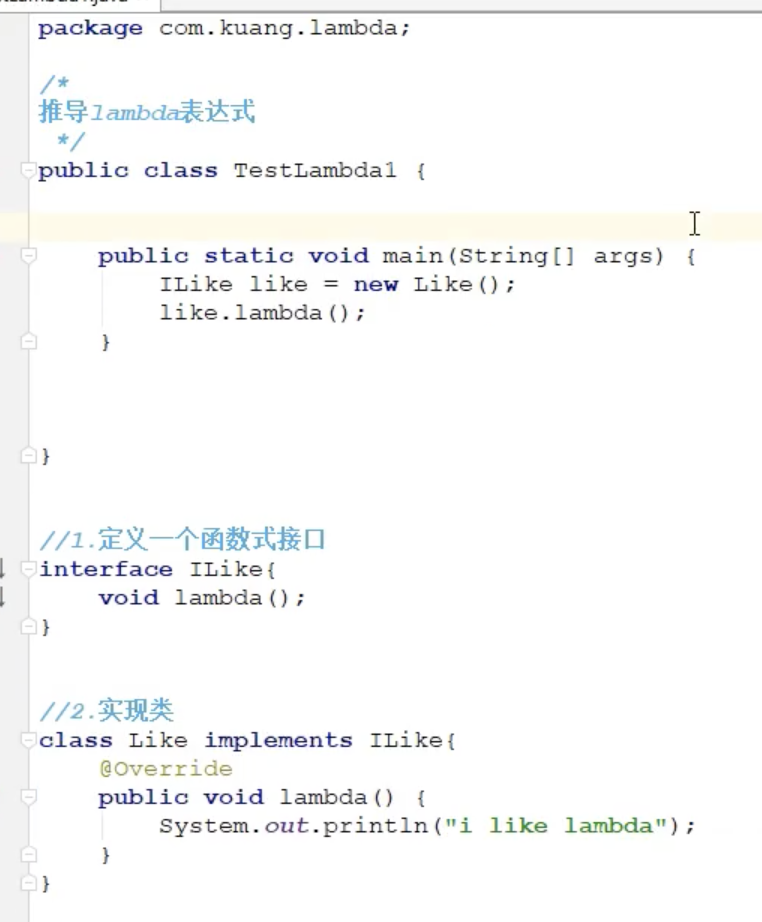 package com.kuang.lambda;
/*
推导lambda表达式
*/
public class TestLambda1 {
public static void main(String[] args) {
ILike like = new Like();
like.lambda();
}
}
//1.定义一个函数式接口
interface ILike{
void lambda();
}
//2.实现类
class Like implements ILike{
@Override
public void lambda() {
System.out.println("i like lambda");
}
}